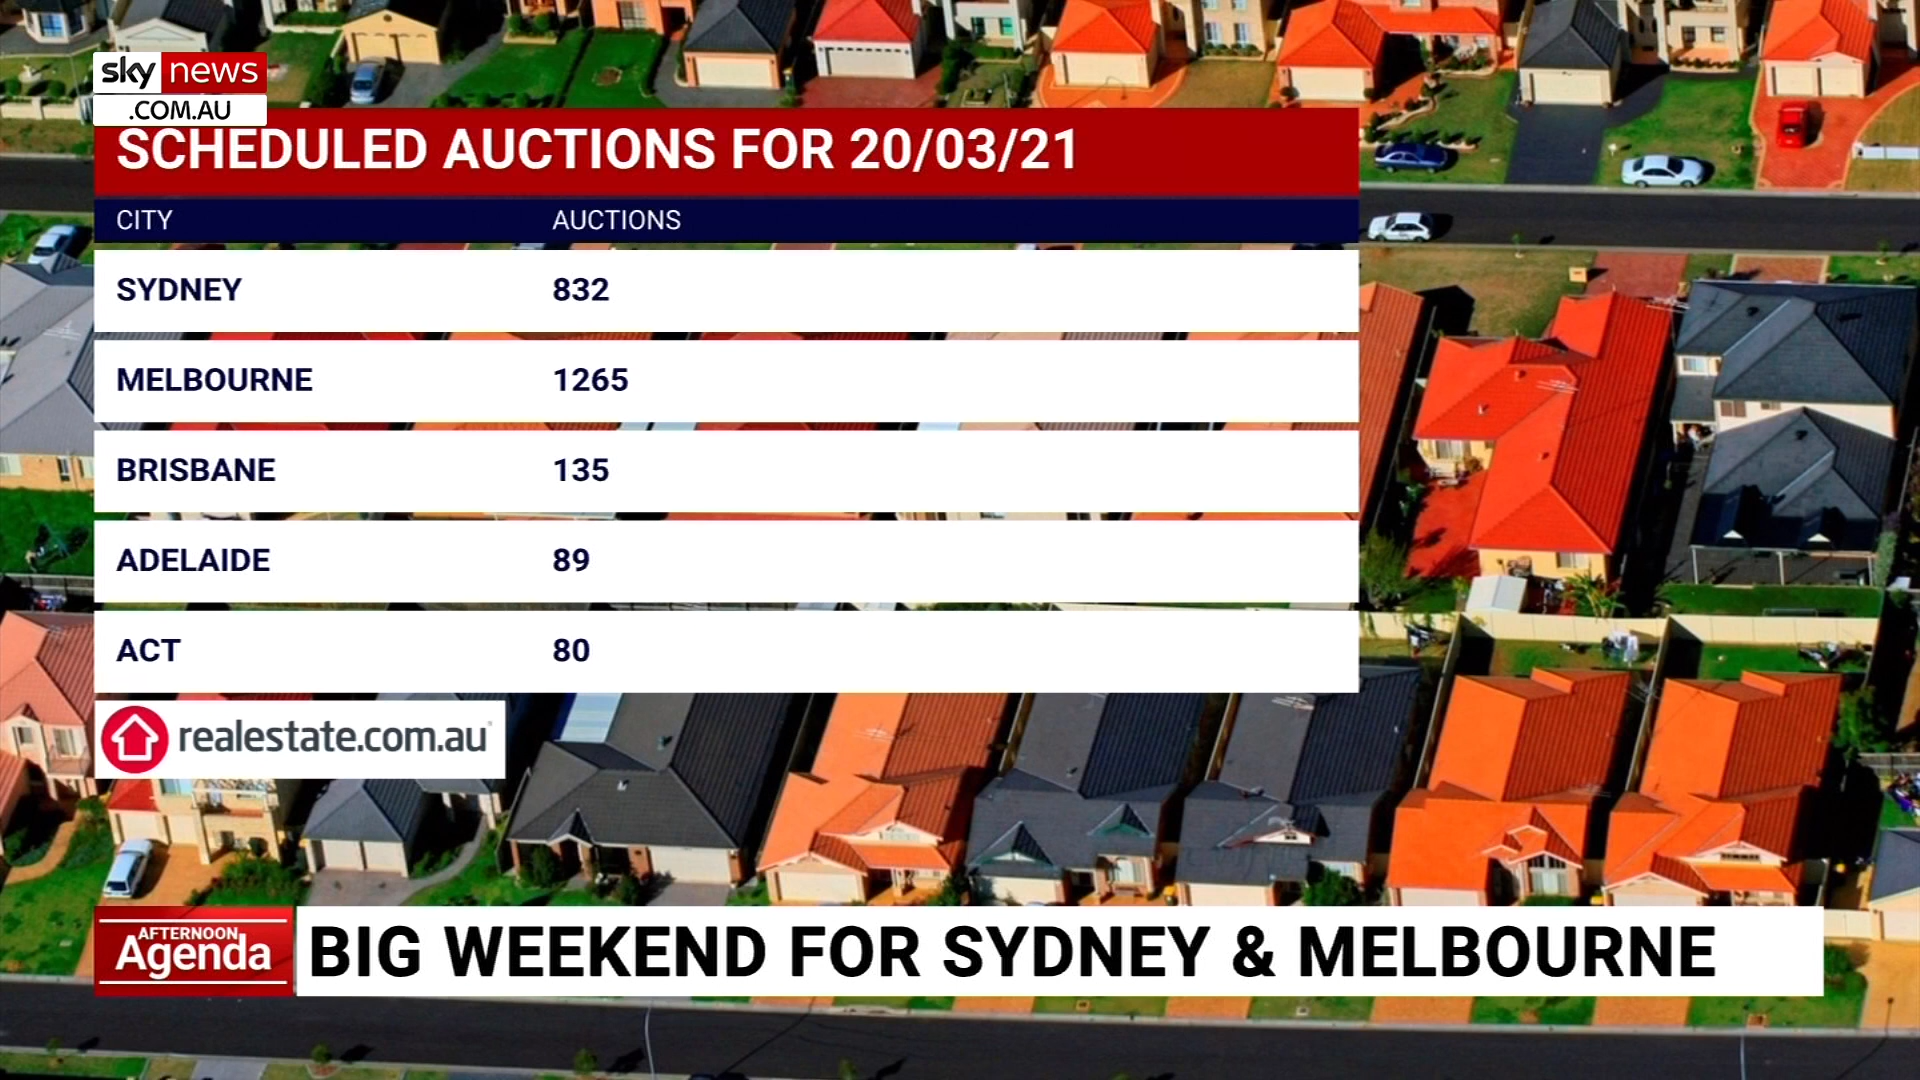 sky news
.COM.AU
SCHEDULED AUCTIONS FOR 20/03/21
CITY AUCTIONS
SYDNEY 832
MELBOURNE 1265
BRISBANE 135
ADELAIDE 89
ACT 80
realestate.com.au
AFTERNOON
Agenda
BIG WEEKEND FOR SYDNEY & MELBOURNE